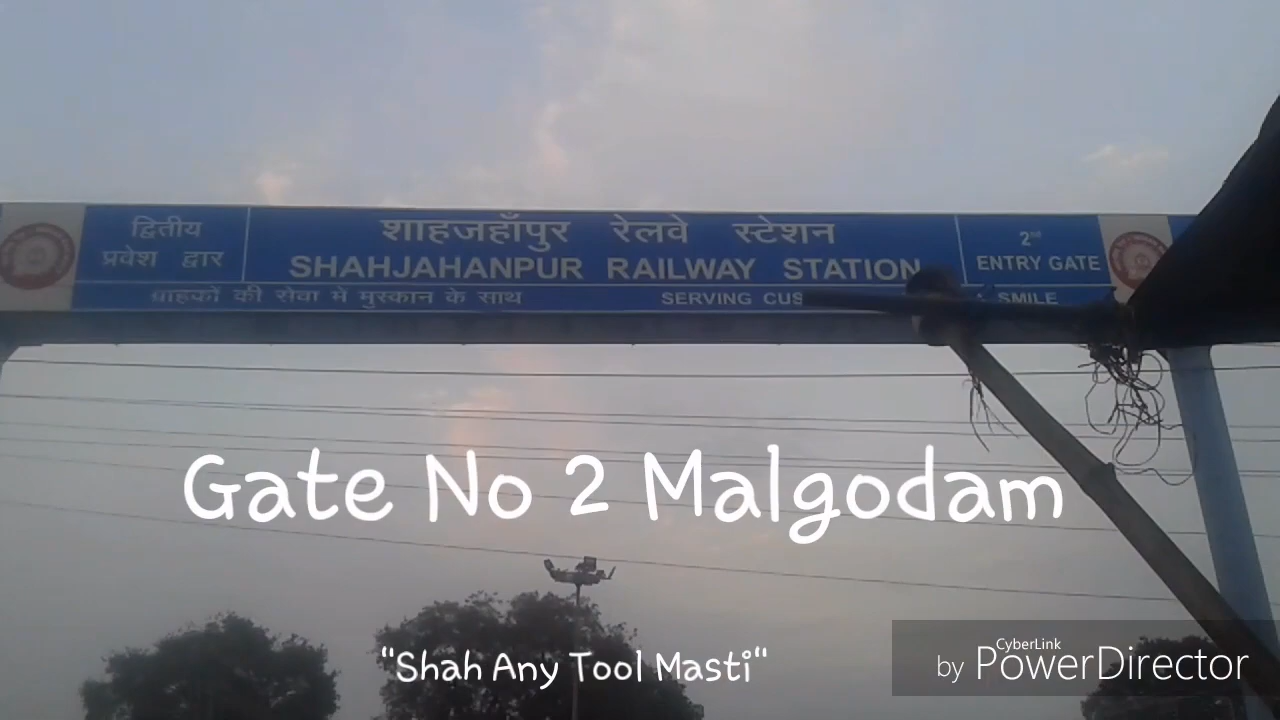 द्वितीय
प्रवेश द्वार
शाहजहाँपुर रेलवे स्टेशन
SHAHJAHANPUR RAILWAY STATION
2nd
ENTRY GATE
ग्राहकों की सेवा में मुस्कान के साथ
SERVING SMILE
Gate No 2 Malgodam
"Shah Any Tool Masti"
CyberLink
by PowerDirector